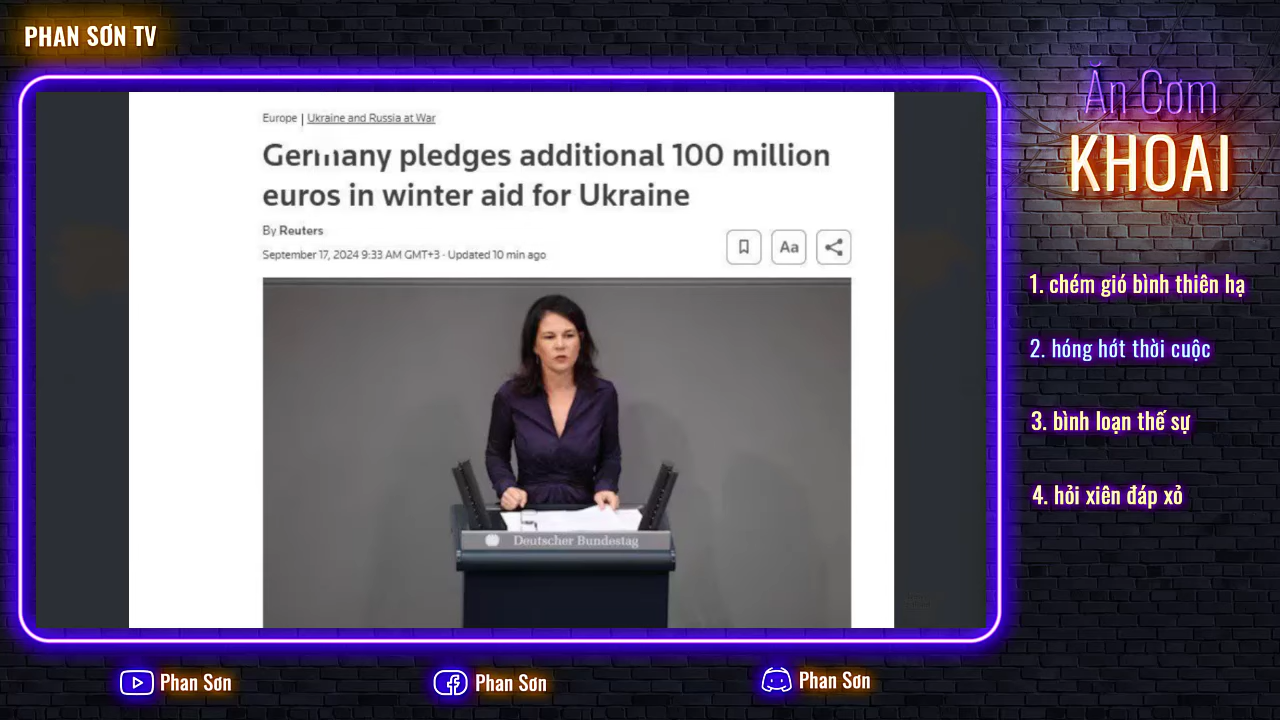 PHAN SƠN TV
Ăn Cơm
KHOAI
Europe | Ukraine and Russia at War
Germany pledges additional 100 million
euros in winter aid for Ukraine
By Reuters
September 17, 2024 9:33 AM GMT+3 · Updated 10 min ago
Aa
Deutscher Bundestag
1. chém gió bình thiên hạ
2. hóng hớt thời cuộc
3. bình loạn thế sự
4. hỏi xiên đáp xỏ
Phan Sơn
Phan Sơn
Phan Sơn